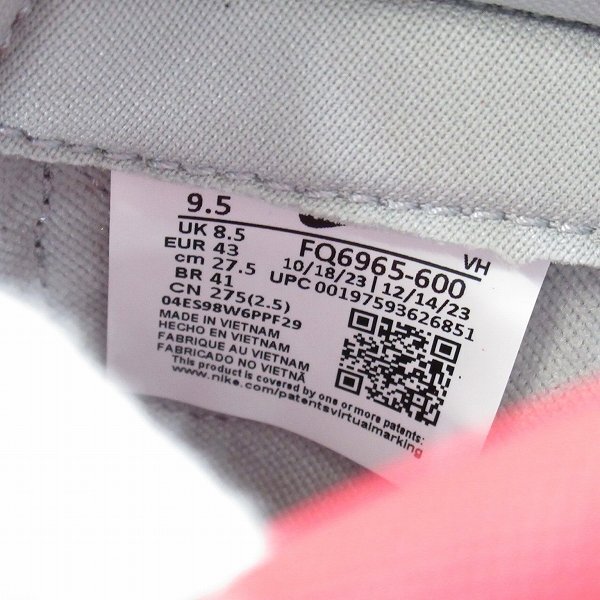 9.5
UK 8.5
EUR 43
cm 27.5
BR 41
CN 275(2.5)
04ES98W6PPF29
MADE IN VIETNAM
HECHO EN VIETNAM
FABRIQUE AU VIETNAM
FABRICADO NO VIETNÃ
This product is covered by one or more patents:
www.nike.com/patentsvirtualmarking
VH
FQ6965-600
10/18/23 | 12/14/23
UPC 00197593626851